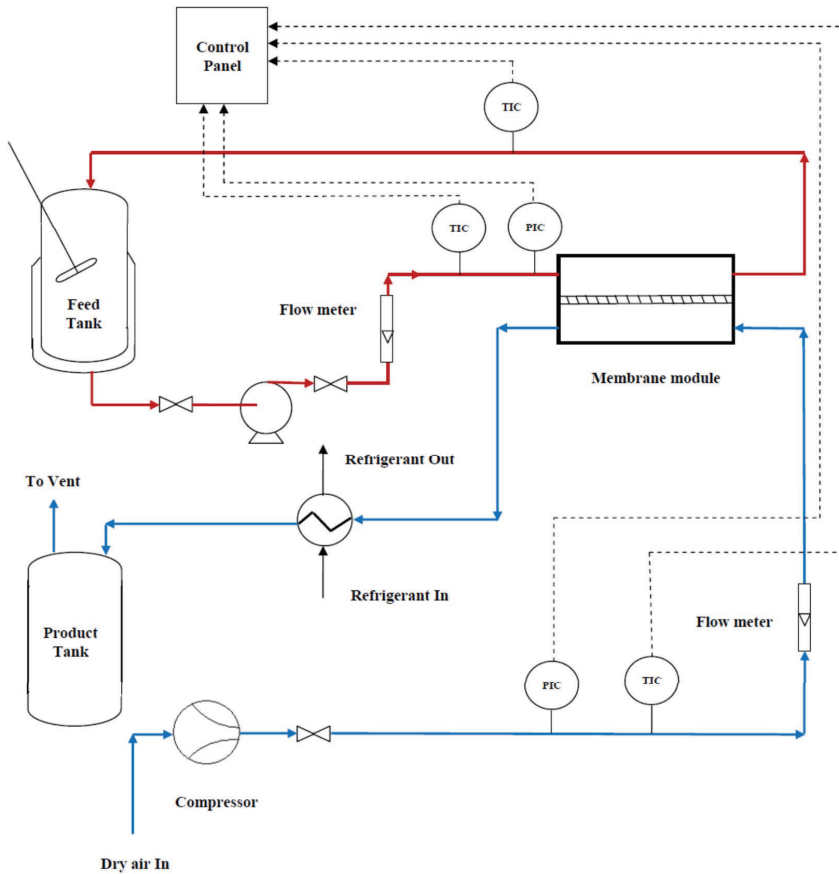 Control
Panel
TIC
TIC
PIC
Feed
Tank
Flow meter
Membrane module
Refrigerant Out
To Vent
Refrigerant In
Product
Tank
Flow meter
PIC
TIC
Compressor
Dry air In